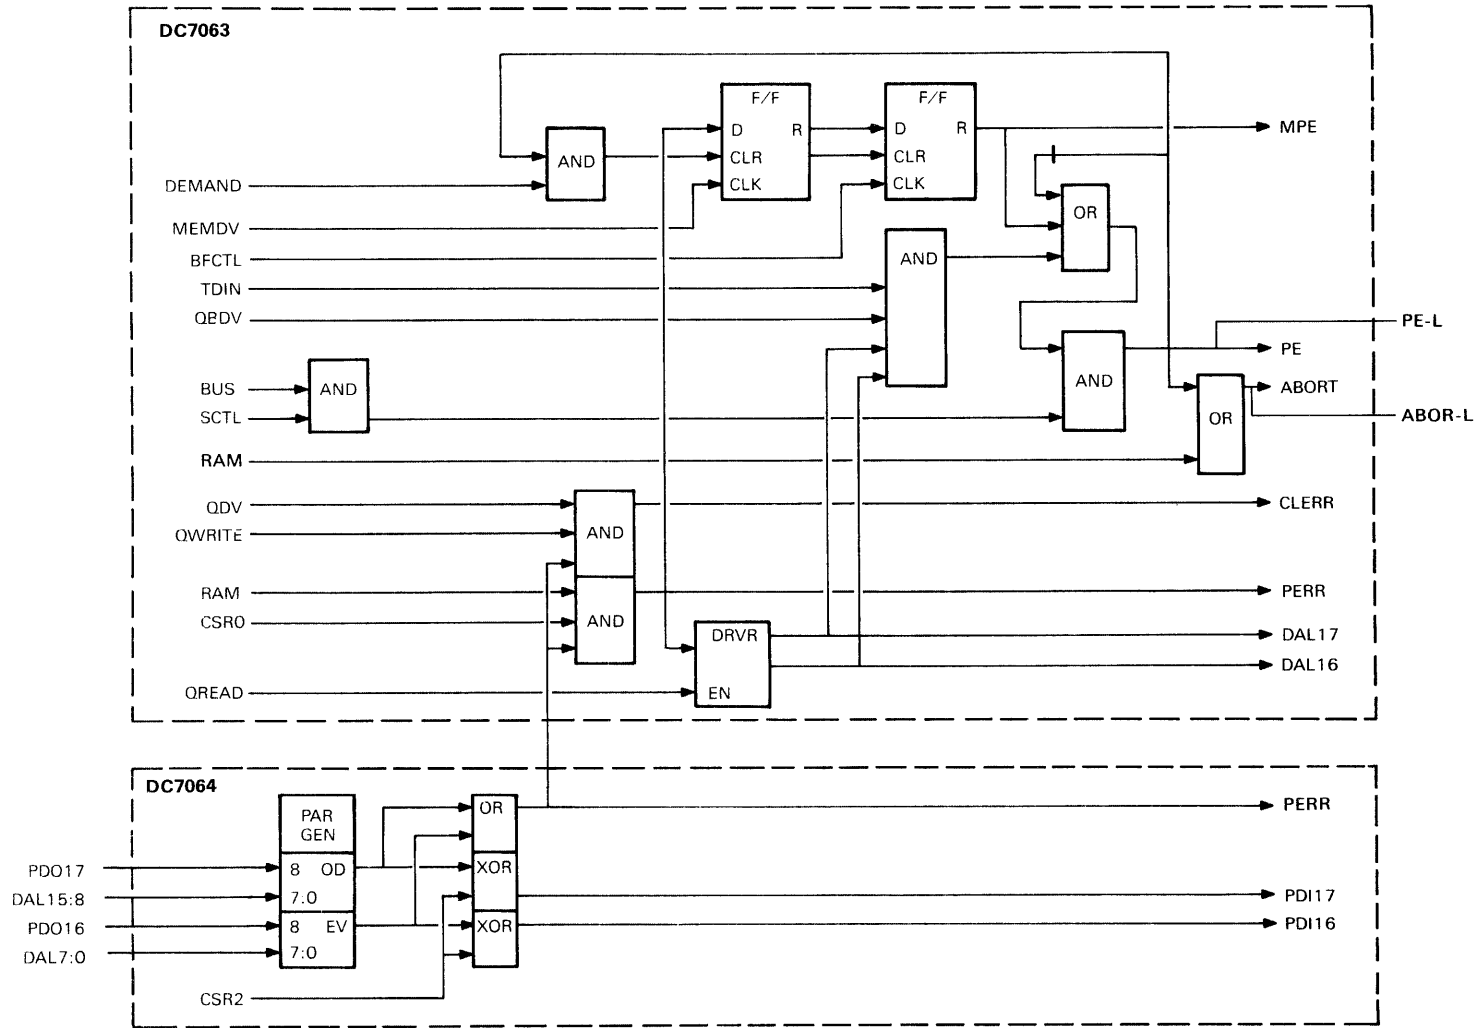 DC7063
F/F
F/F
D R
D R
MPE
AND
CLR
CLR
DEMAND
CLK
CLK
OR
MEMDV
BFCTL
AND
TDIN
QBDV
PE-L
PE
BUS
AND
AND
ABORT
SCTL
OR
ABOR-L
RAM
QDV
CLERR
QWRITE
AND
RAM
PERR
CSR0
AND
DRVR
DAL17
DAL16
QREAD
EN
DC7064
PAR
GEN
OR
PERR
PDO17
8 OD
XOR
DAL15:8
7:0
PDI17
PDO16
8 EV
XOR
PDI16
DAL7:0
7:0
CSR2